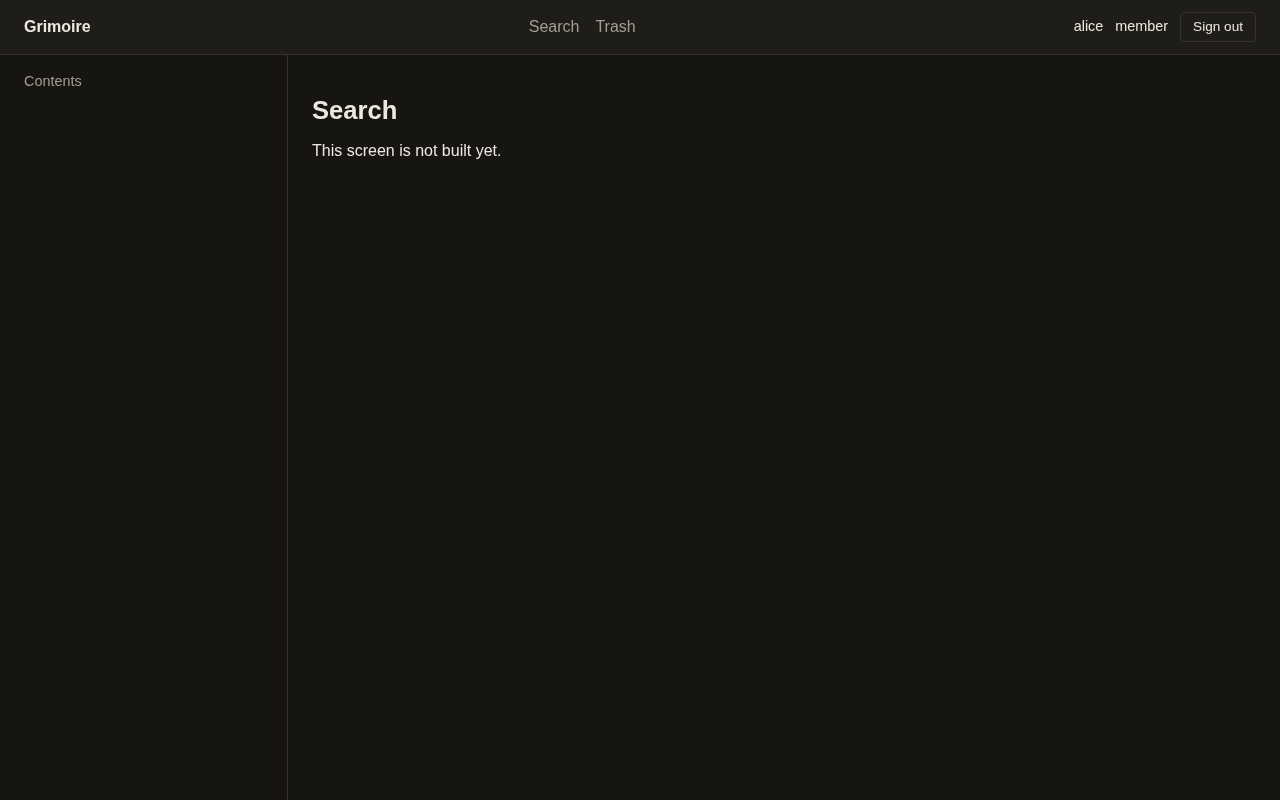 Grimoire
Search Trash
alice member Sign out
Contents
Search
This screen is not built yet.